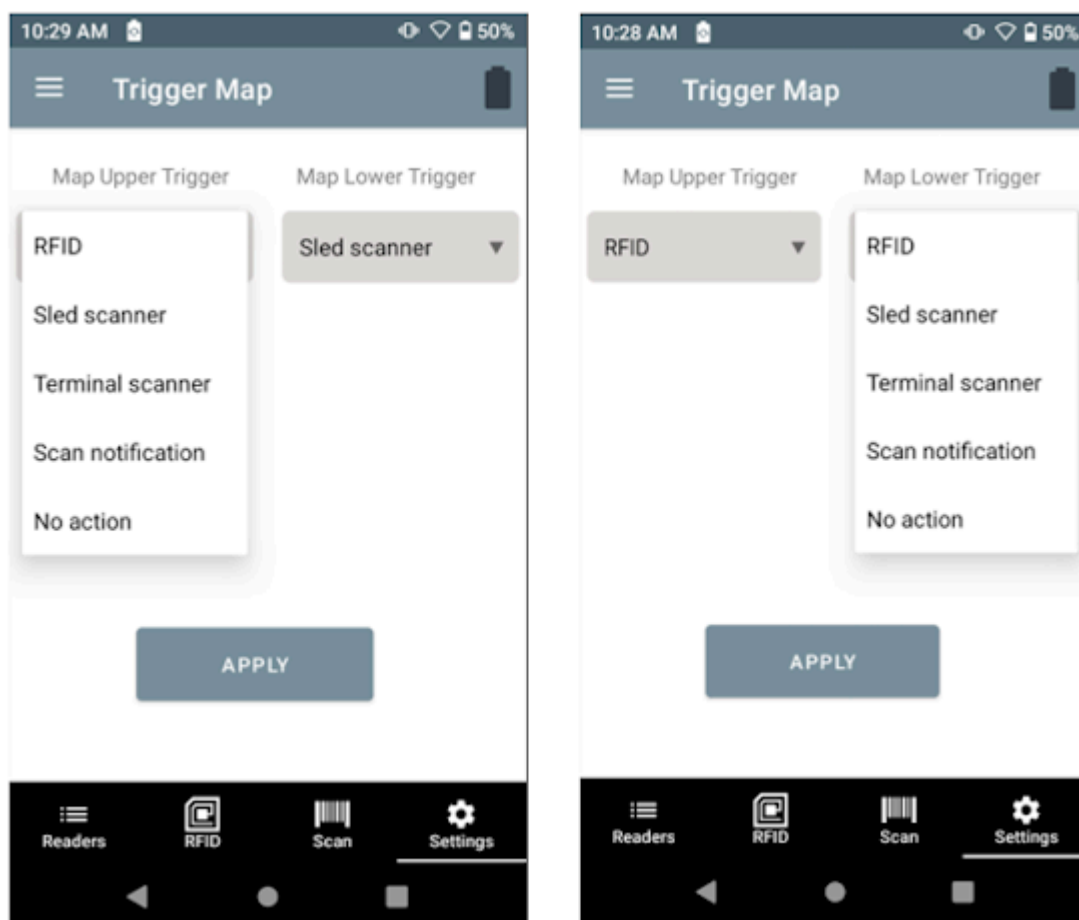 10:29 AM 50%
Trigger Map
Map Upper Trigger Map Lower Trigger
RFID
Sled scanner
Sled scanner
Terminal scanner
Scan notification
No action
APPLY
Readers RFID Scan Settings
10:28 AM 50%
Trigger Map
Map Upper Trigger Map Lower Trigger
RFID
RFID
Sled scanner
Terminal scanner
Scan notification
No action
APPLY
Readers RFID Scan Settings